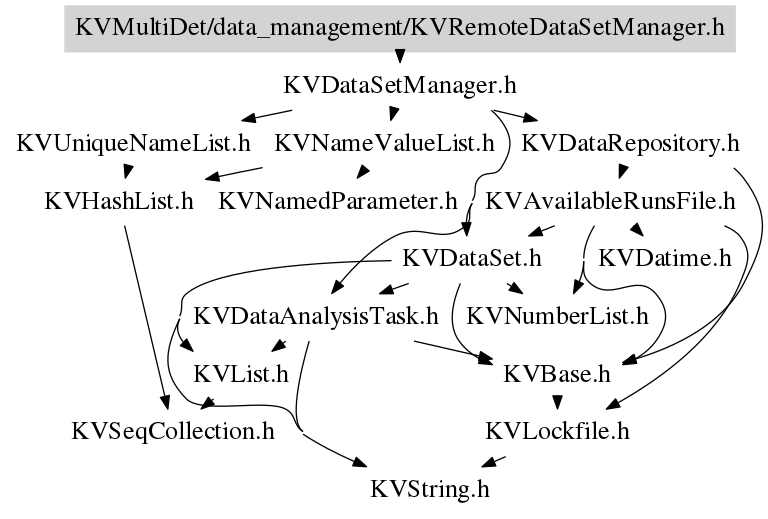 KVMultiDet/data_management/KVRemoteDataSetManager.h
KVDataSetManager.h
KVUniqueNameList.h
KVNameValueList.h
KVDataRepository.h
KVHashList.h
KVNamedParameter.h
KVAvailableRunsFile.h
KVDataSet.h
KVDatime.h
KVDataAnalysisTask.h
KVNumberList.h
KVList.h
KVBase.h
KVSeqCollection.h
KVLockfile.h
KVString.h